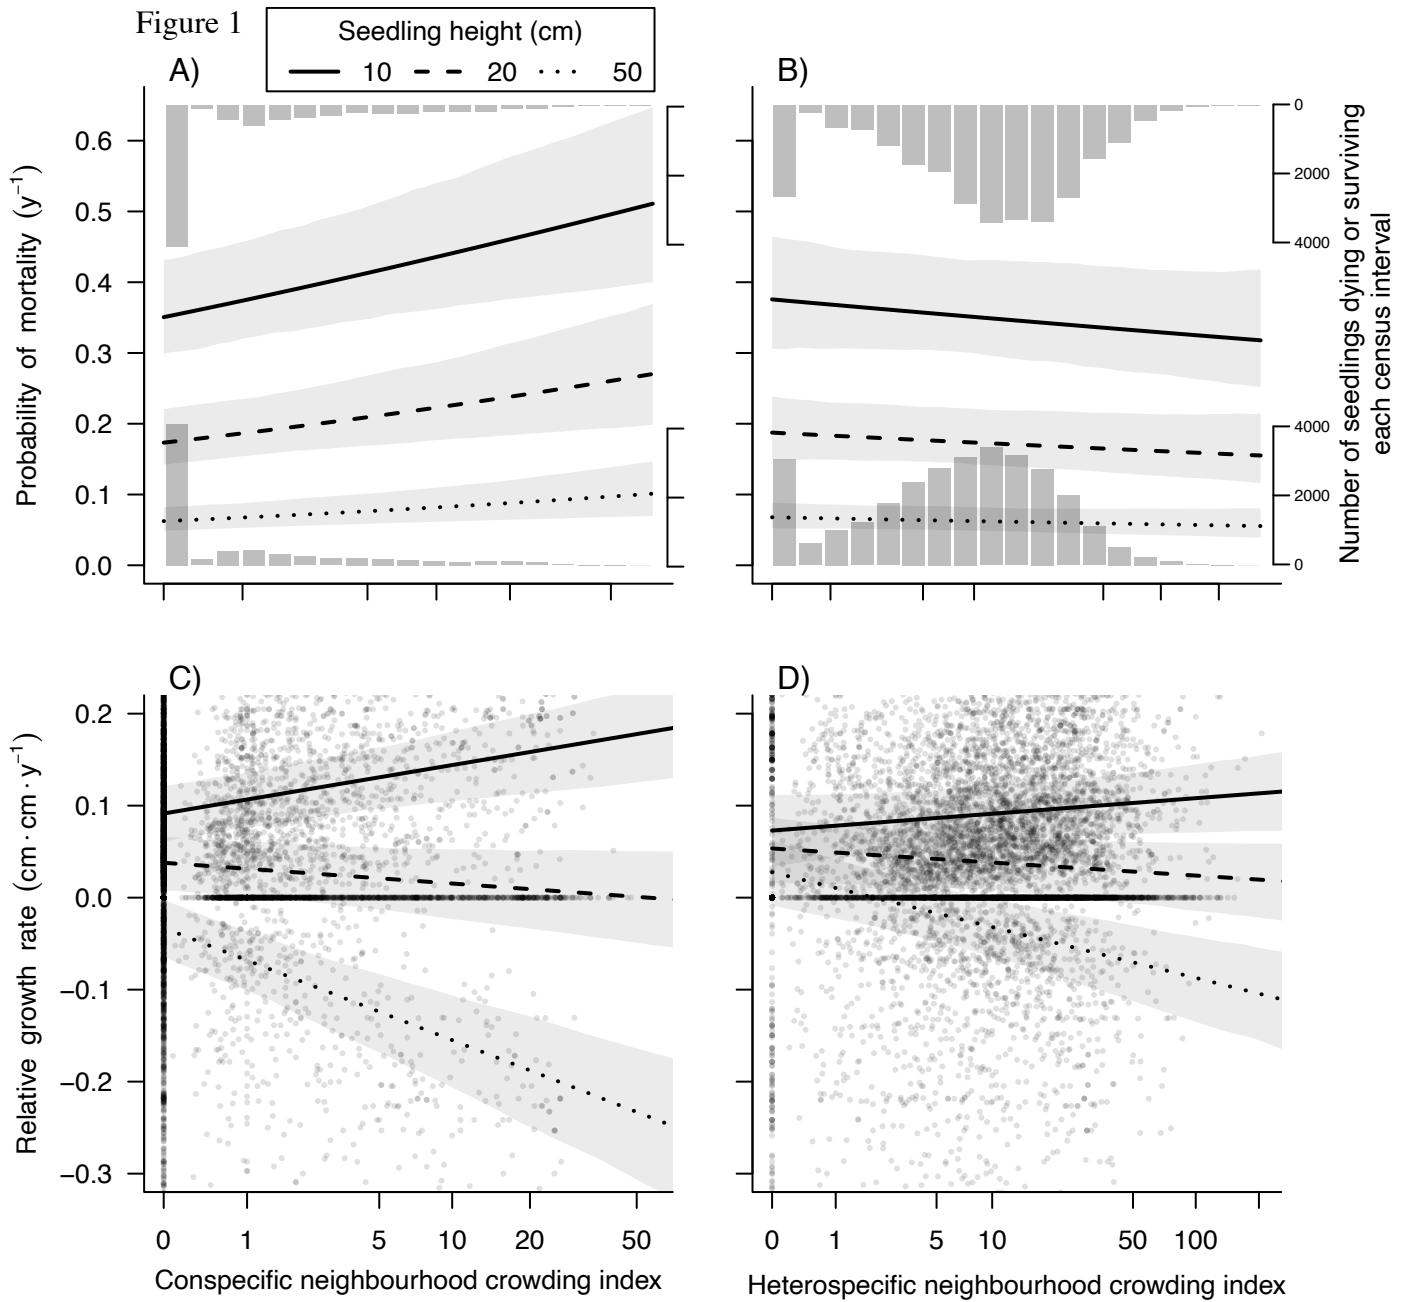 Figure 1
Seedling height (cm)
10 20 50
A)
B)
0.6
0.5
0.4
0.3
0.2
0.1
0.0
Probability of mortality (y⁻¹)
0
2000
4000
4000
2000
0
Number of seedlings dying or surviving
each census interval
C)
D)
0.2
0.1
0.0
−0.1
−0.2
−0.3
Relative growth rate (cm · cm · y⁻¹)
0 1 5 10 20 50
0 1 5 10 50 100
Conspecific neighbourhood crowding index
Heterospecific neighbourhood crowding index